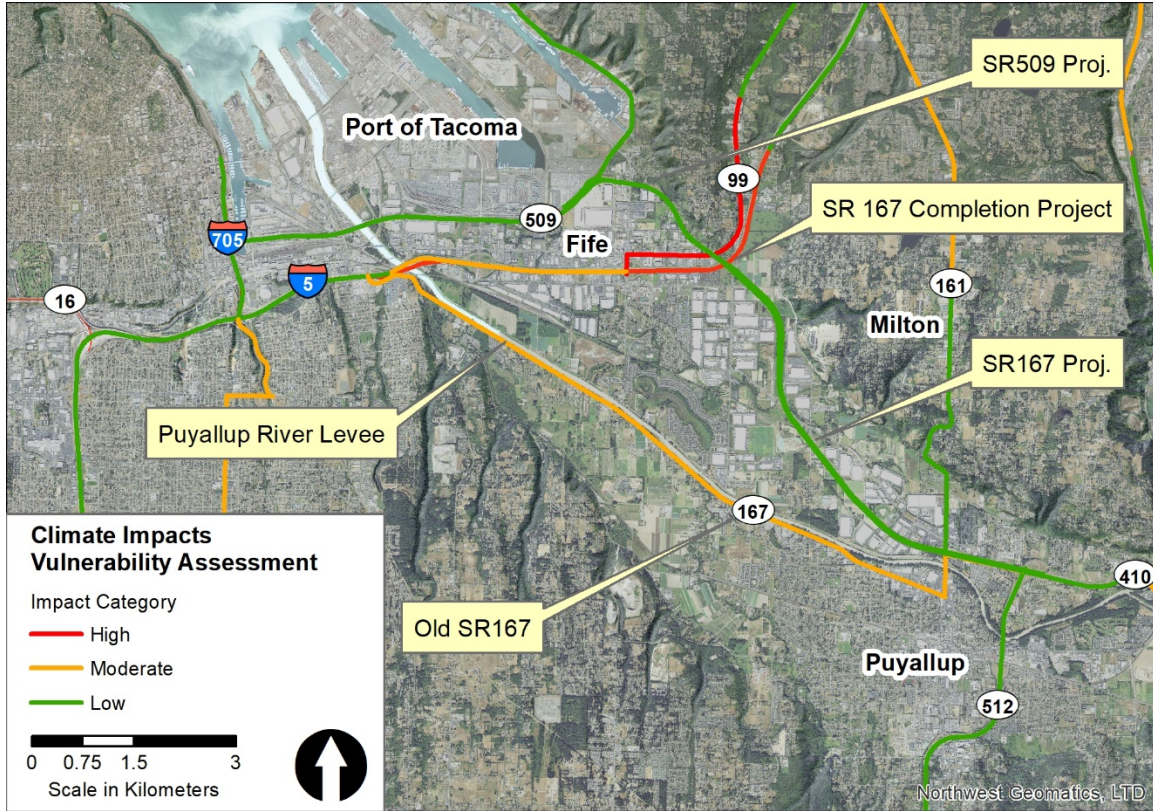 SR509 Proj.
Port of Tacoma
99
SR 167 Completion Project
509
705
Fife
5
16
161
Milton
SR167 Proj.
Puyallup River Levee
167
Climate Impacts
Vulnerability Assessment
Impact Category
High
Moderate
Low
0 0.75 1.5 3
Scale in Kilometers
410
Old SR167
Puyallup
512
Northwest Geomatics, LTD